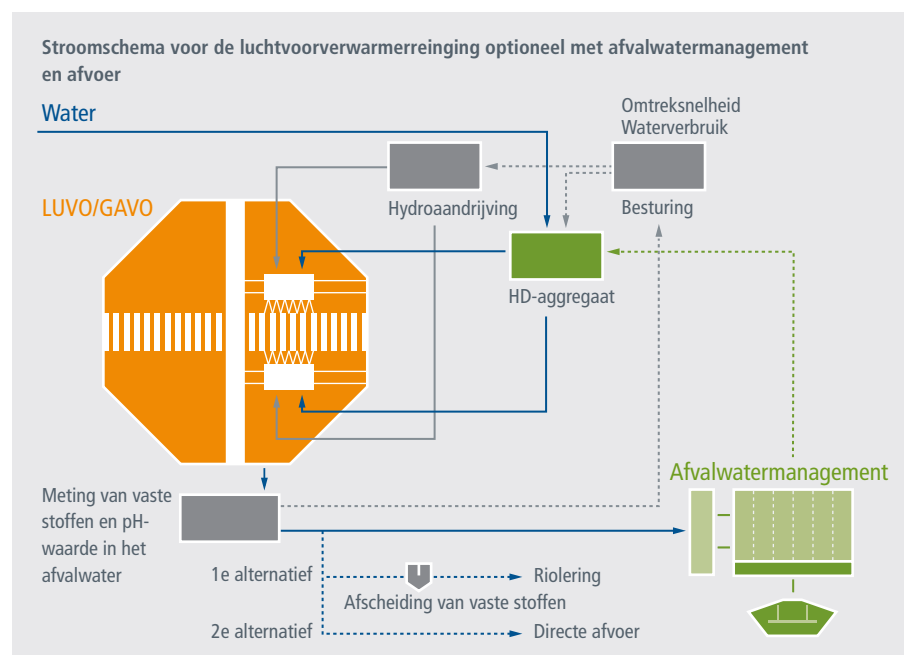 Stroomschema voor de luchtvoorverwarmerreinging optioneel met afvalwatermanagement
en afvoer
Water
Omtreksnelheid
Waterverbruik
LUVO/GAVO
Hydroaandrijving
Besturing
HD-aggregaat
Afvalwatermanagement
Meting van vaste
stoffen en pH-
waarde in het
afvalwater
1e alternatief
Riolering
Afscheiding van vaste stoffen
2e alternatief
Directe afvoer